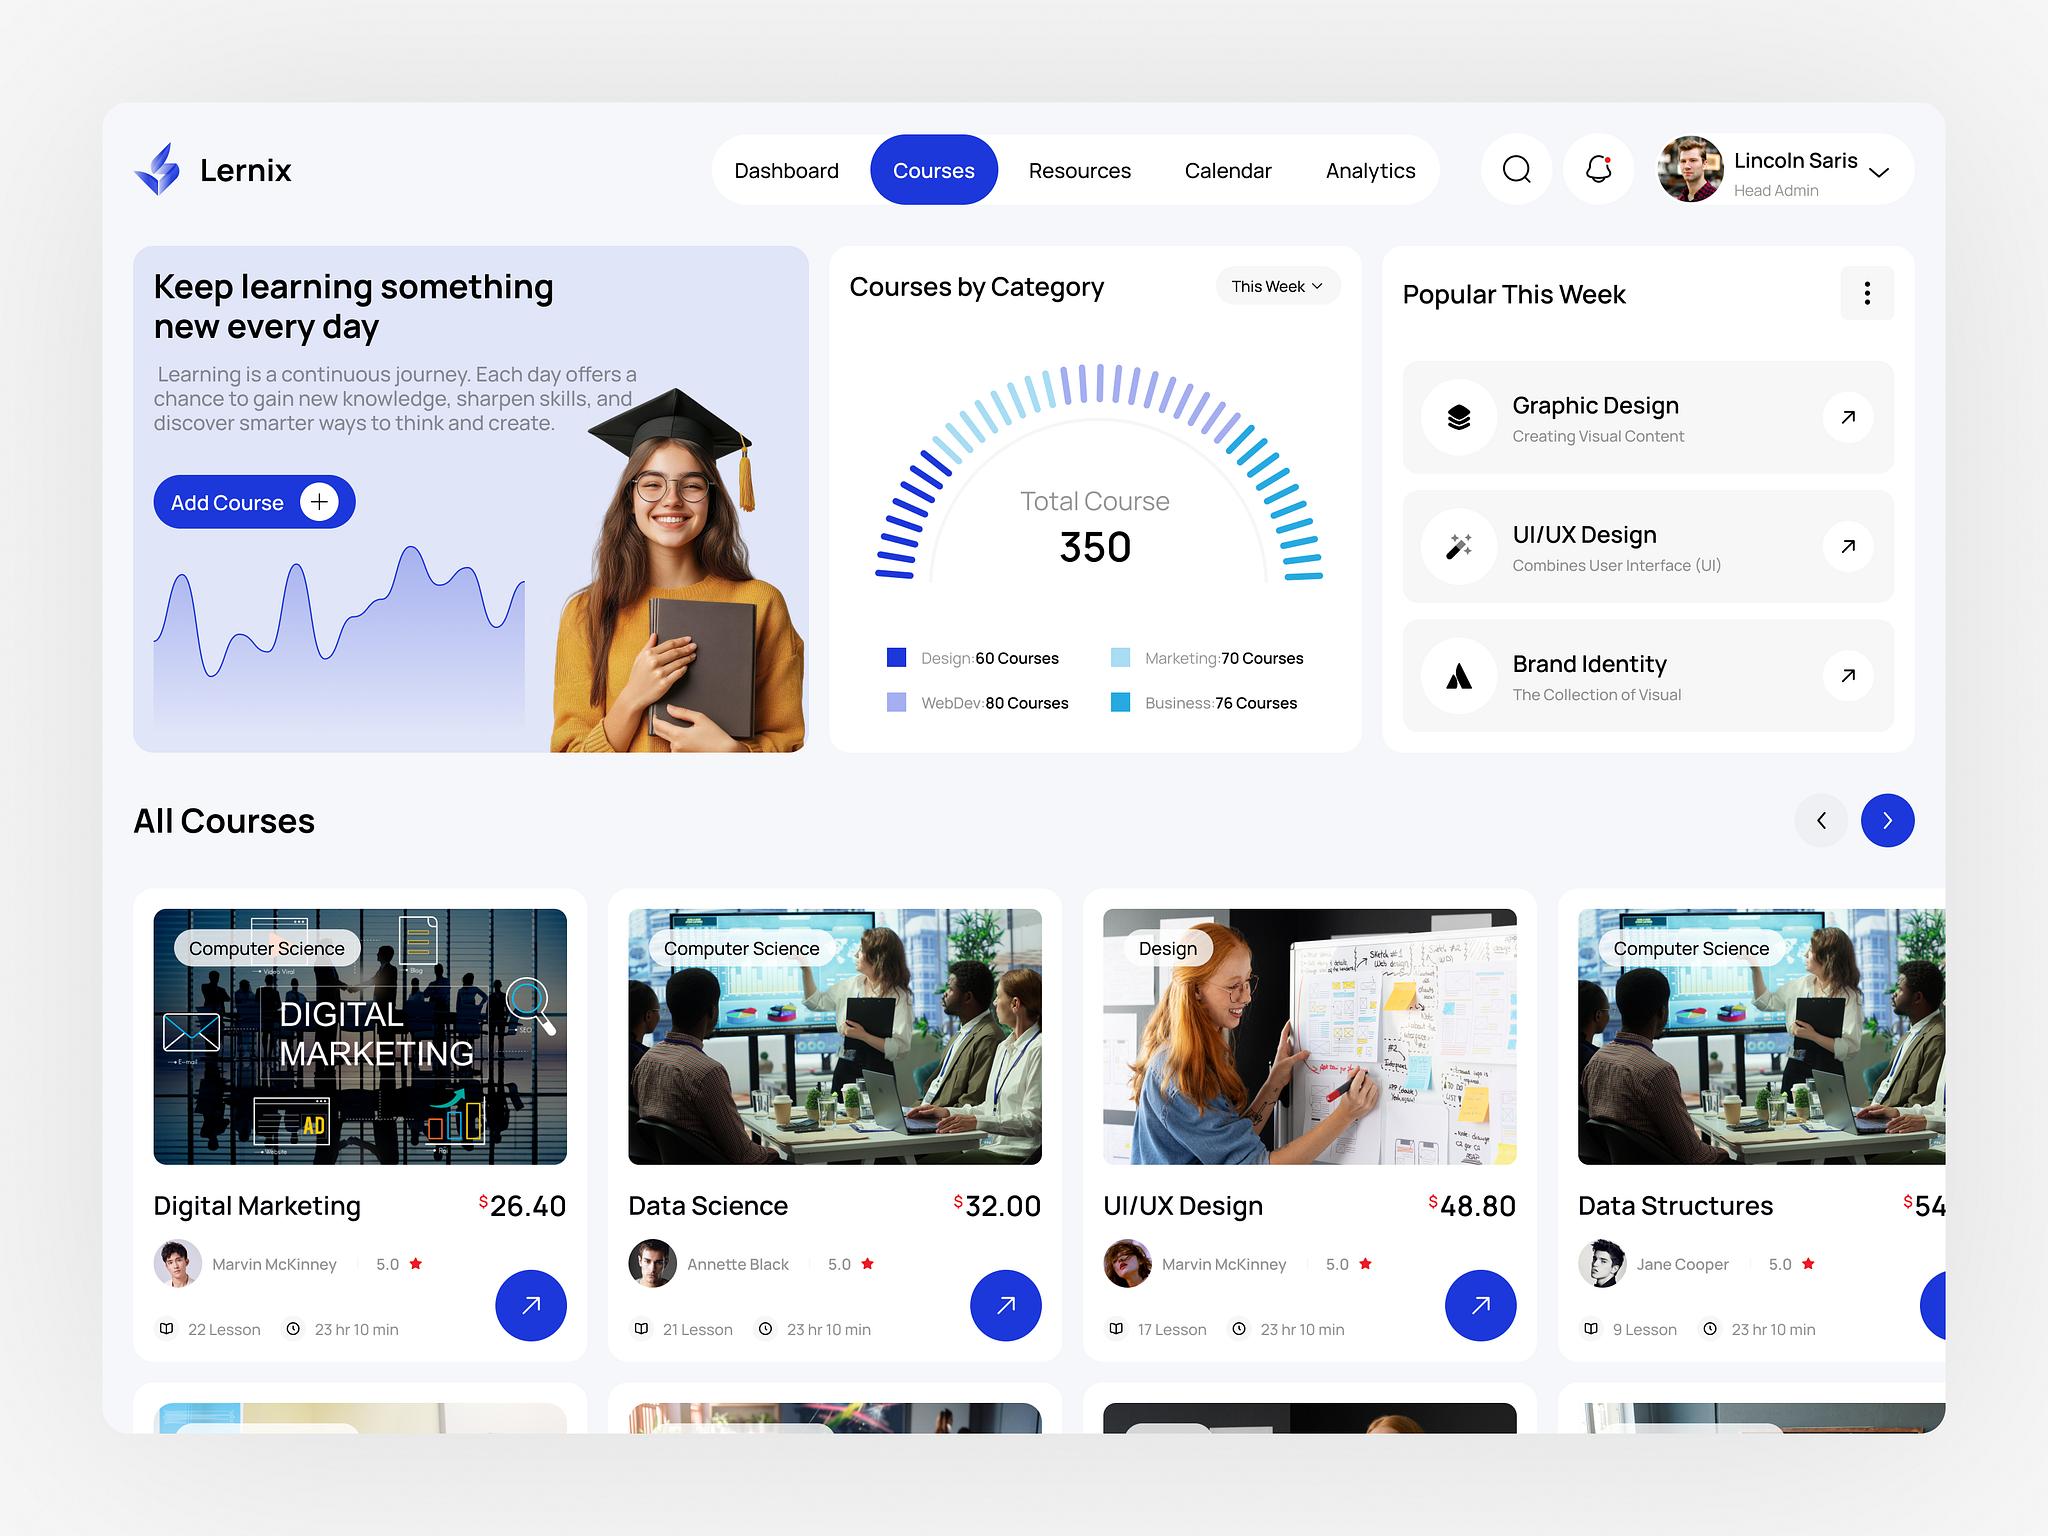 Lernix
Dashboard
Courses
Resources
Calendar
Analytics
Lincoln Saris
Head Admin
Keep learning something
new every day
Learning is a continuous journey. Each day offers a
chance to gain new knowledge, sharpen skills, and
discover smarter ways to think and create.
Add Course
Courses by Category
This Week
Total Course
350
Design:60 Courses
Marketing:70 Courses
WebDev:80 Courses
Business:76 Courses
Popular This Week
Graphic Design
Creating Visual Content
UI/UX Design
Combines User Interface (UI)
Brand Identity
The Collection of Visual
All Courses
Computer Science
Video Viral
Blog
DIGITAL
MARKETING
E-mail
SEO
AD
Website
Roi
Digital Marketing
$26.40
Marvin McKinney
5.0
22 Lesson
23 hr 10 min
Computer Science
Data Science
$32.00
Annette Black
5.0
21 Lesson
23 hr 10 min
Design
UI/UX Design
$48.80
Marvin McKinney
5.0
17 Lesson
23 hr 10 min
Computer Science
Data Structures
$54
Jane Cooper
5.0
9 Lesson
23 hr 10 min